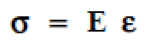 σ = E ε